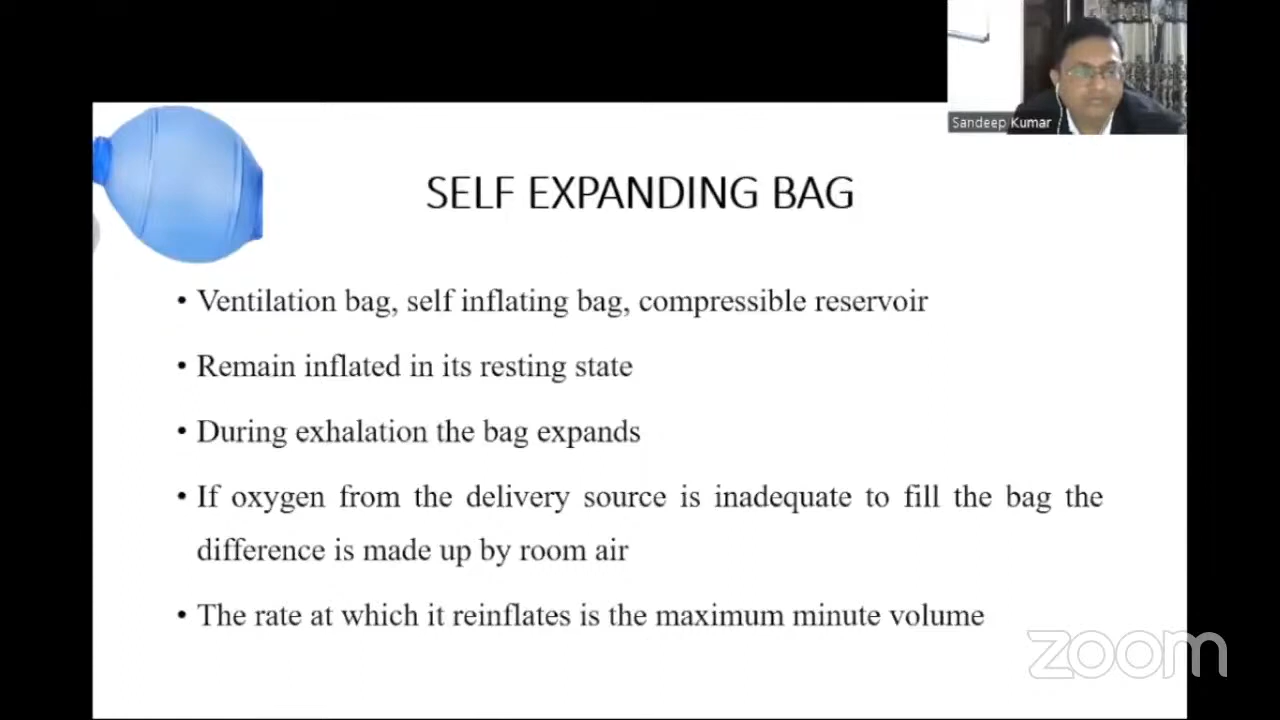 Sandeep Kumar
SELF EXPANDING BAG
• Ventilation bag, self inflating bag, compressible reservoir
• Remain inflated in its resting state
• During exhalation the bag expands
• If oxygen from the delivery source is inadequate to fill the bag the
difference is made up by room air
• The rate at which it reinflates is the maximum minute volume
zoom